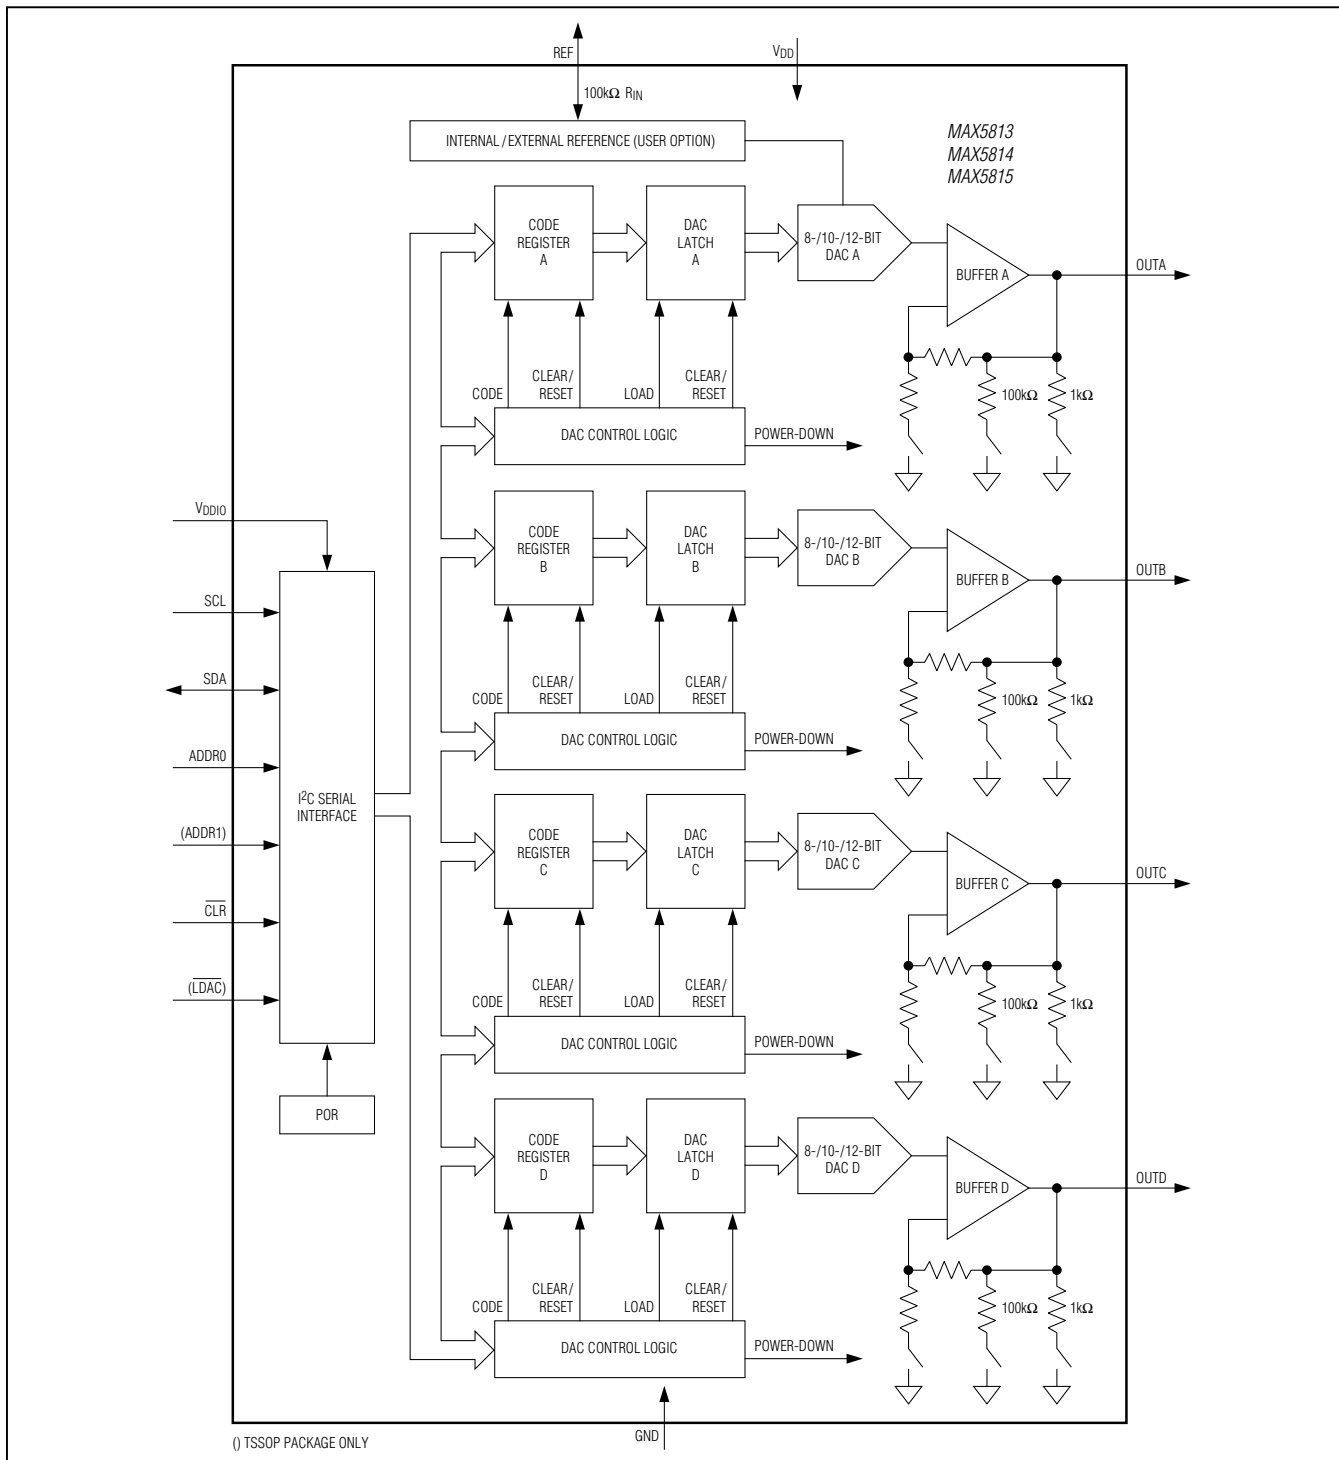 REF
VDD
100kΩ RIN
INTERNAL/EXTERNAL REFERENCE (USER OPTION)
MAX5813
MAX5814
MAX5815
CODE
REGISTER
A
DAC
LATCH
A
8-/10-/12-BIT
DAC A
BUFFER A
OUTA
CODE
CLEAR/
RESET
LOAD
CLEAR/
RESET
100kΩ
1kΩ
DAC CONTROL LOGIC
POWER-DOWN
VDDIO
SCL
SDA
ADDR0
(ADDR1)
C̅L̅R̅
(L̅D̅A̅C̅)
I²C SERIAL
INTERFACE
POR
CODE
REGISTER
B
DAC
LATCH
B
8-/10-/12-BIT
DAC B
BUFFER B
OUTB
CODE
CLEAR/
RESET
LOAD
CLEAR/
RESET
100kΩ
1kΩ
DAC CONTROL LOGIC
POWER-DOWN
CODE
REGISTER
C
DAC
LATCH
C
8-/10-/12-BIT
DAC C
BUFFER C
OUTC
CODE
CLEAR/
RESET
LOAD
CLEAR/
RESET
100kΩ
1kΩ
DAC CONTROL LOGIC
POWER-DOWN
CODE
REGISTER
D
DAC
LATCH
D
8-/10-/12-BIT
DAC D
BUFFER D
OUTD
CODE
CLEAR/
RESET
LOAD
CLEAR/
RESET
100kΩ
1kΩ
DAC CONTROL LOGIC
POWER-DOWN
GND
() TSSOP PACKAGE ONLY